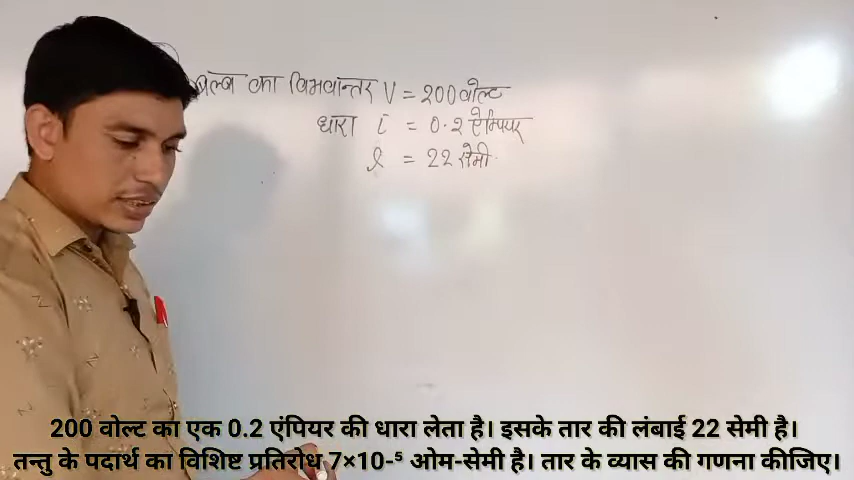 बल्ब का विभवान्तर V = 200 वोल्ट
धारा i = 0.2 ऐम्पियर
l = 22 सेमी.
200 वोल्ट का एक 0.2 एंपियर की धारा लेता है। इसके तार की लंबाई 22 सेमी है।
तन्तु के पदार्थ का विशिष्ट प्रतिरोध 7×10-⁵ ओम-सेमी है। तार के व्यास की गणना कीजिए।